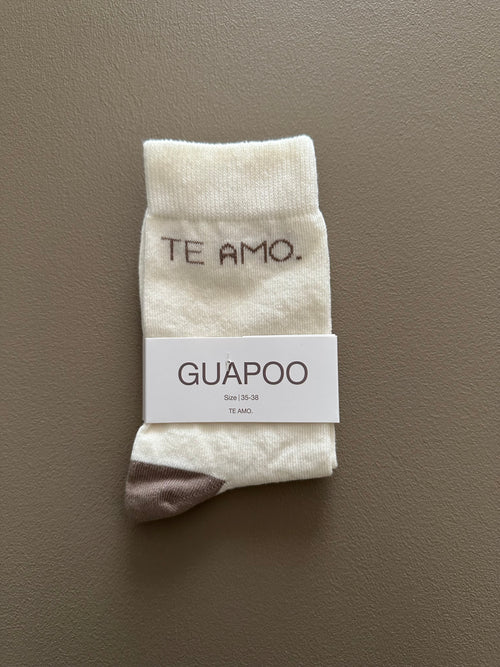 TE AMO.
GUAPOO
Size | 35-38
TE AMO.